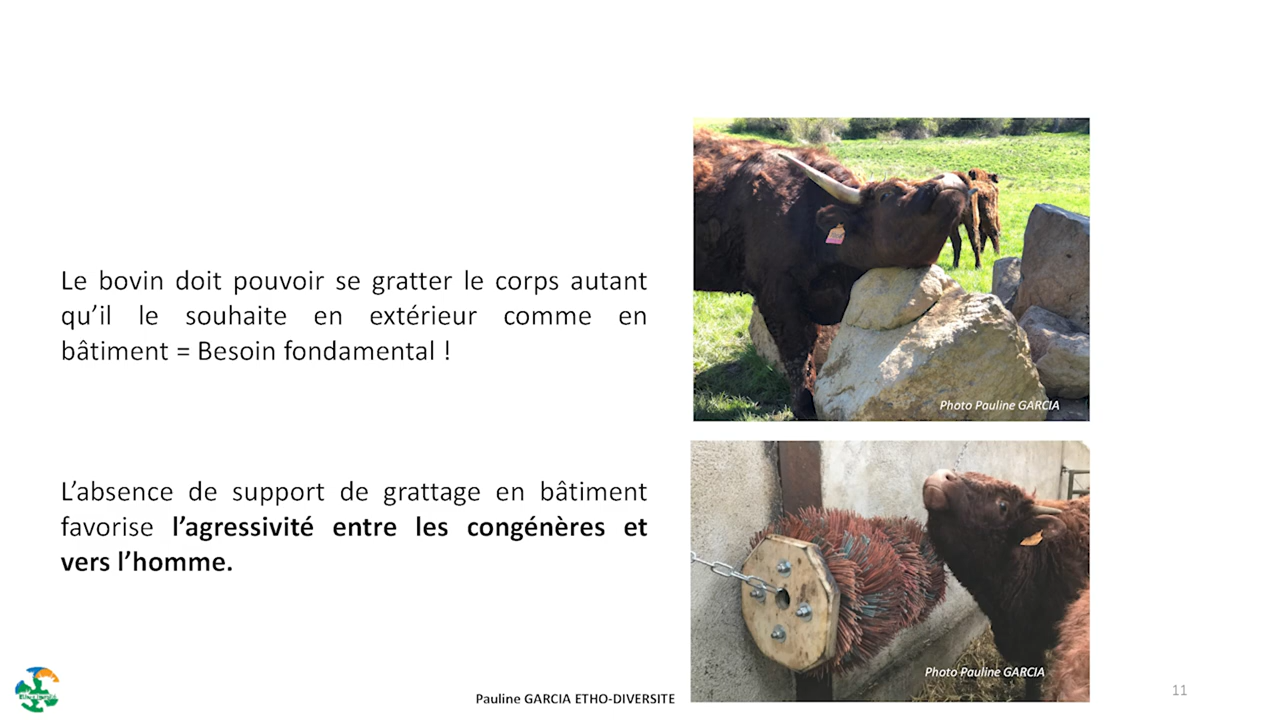 Le bovin doit pouvoir se gratter le corps autant
qu’il le souhaite en extérieur comme en
bâtiment = Besoin fondamental !
Photo Pauline GARCIA
L’absence de support de grattage en bâtiment
favorise l’agressivité entre les congénères et
vers l’homme.
Photo Pauline GARCIA
Pauline GARCIA ETHO-DIVERSITE
11